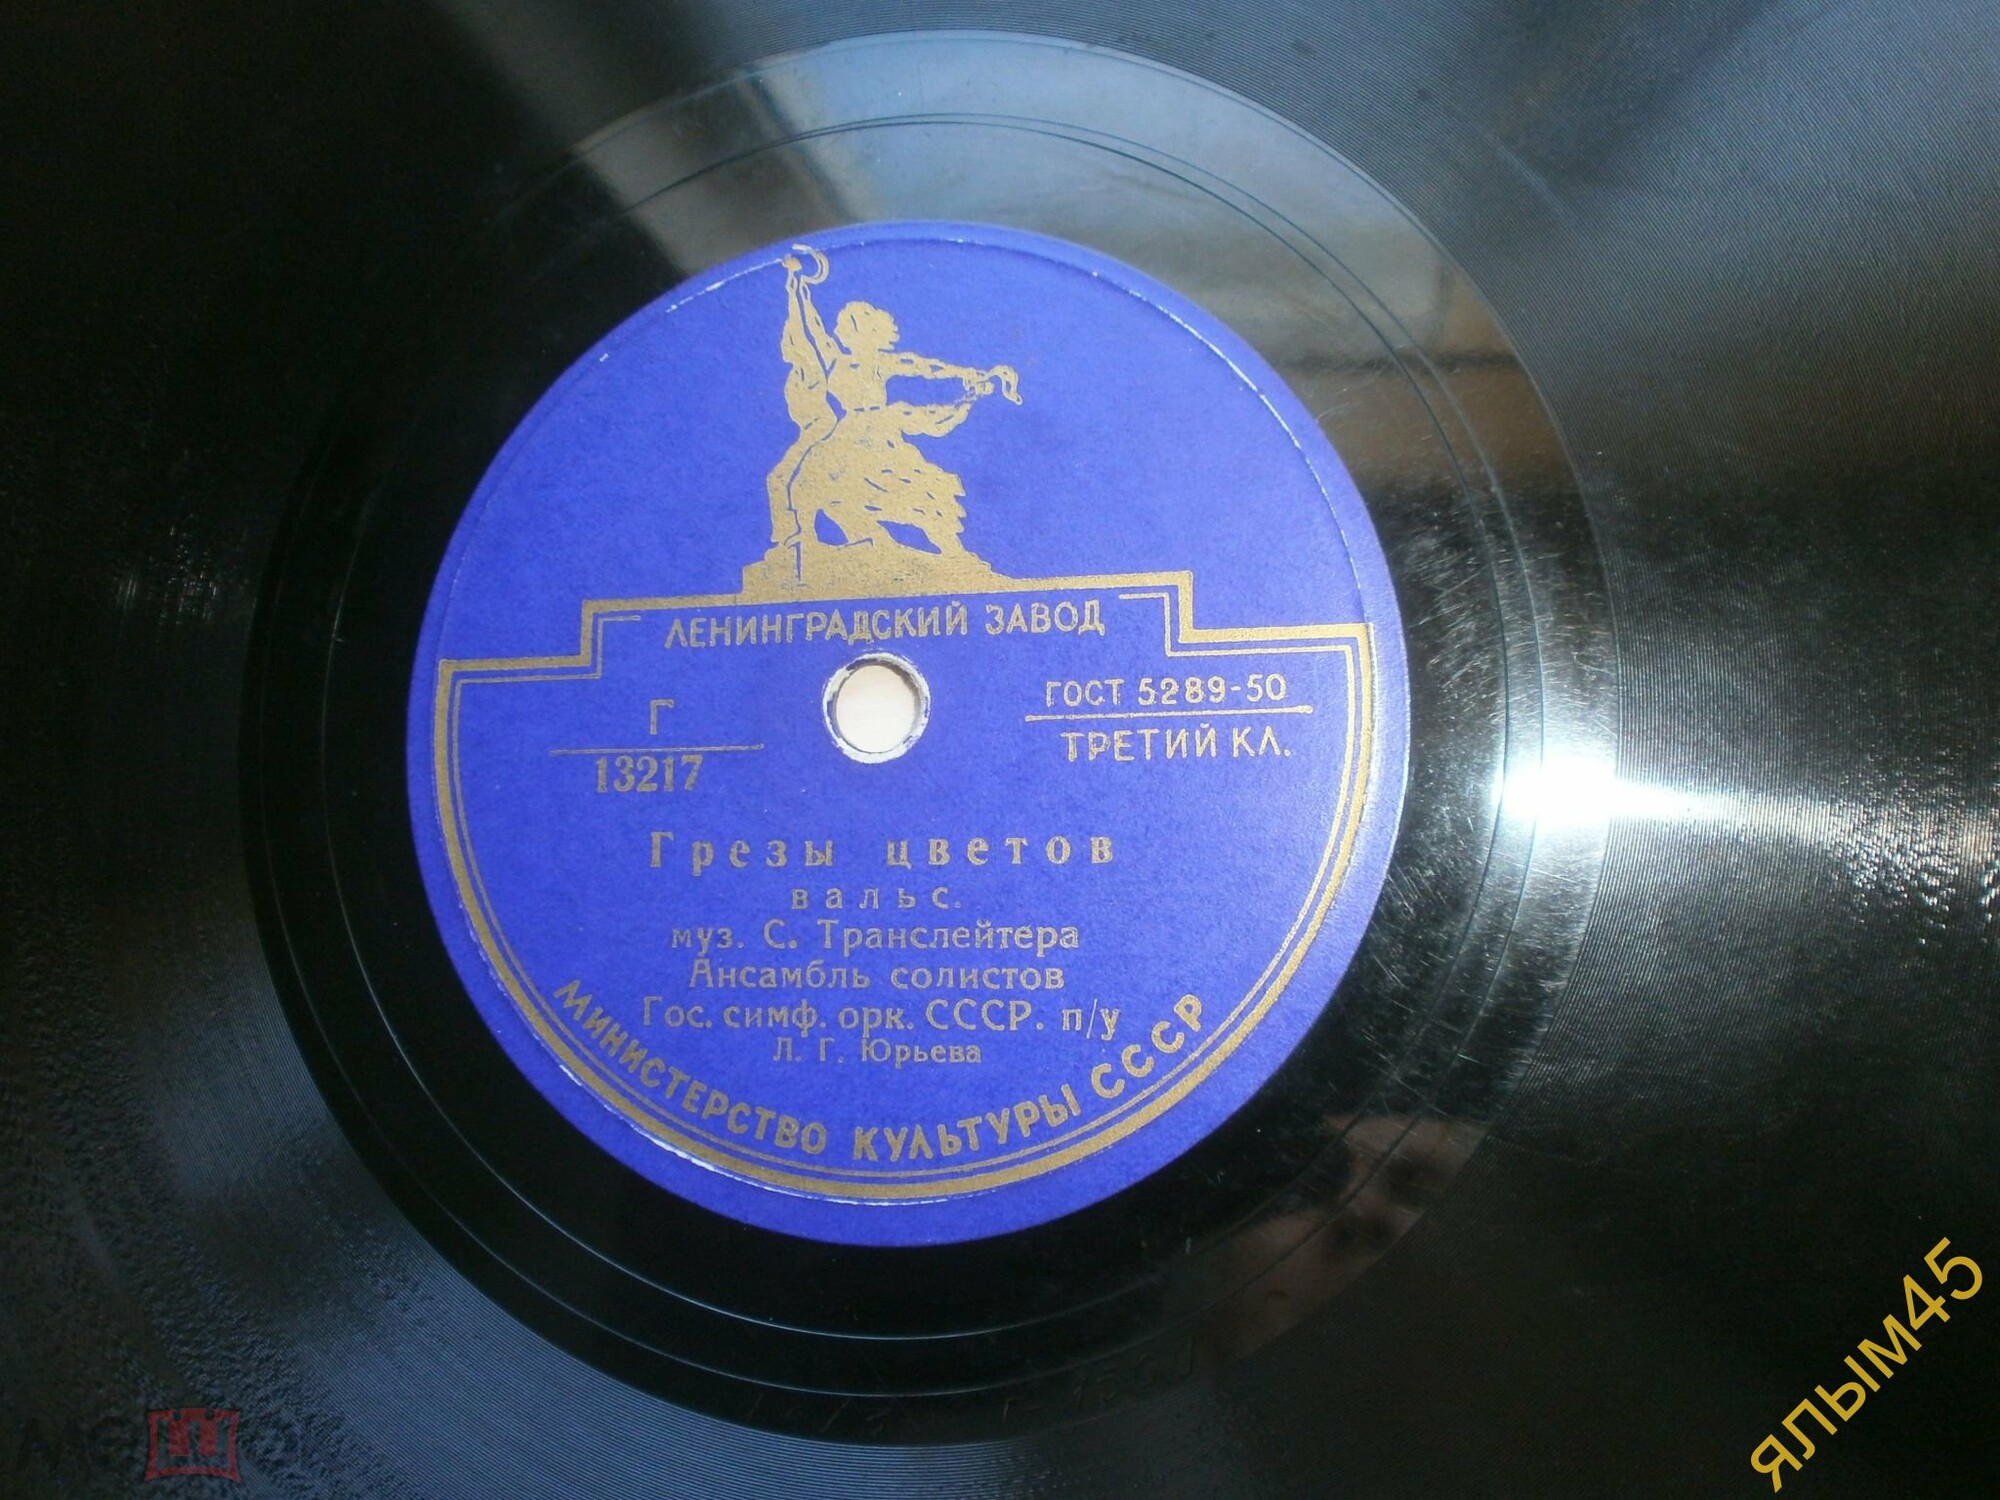 ЛЕНИНГРАДСКИЙ ЗАВОД
Г
13217
ГОСТ 5289-50
ТРЕТИЙ КЛ.
Грезы цветов
вальс.
муз. С. Транслейтера
Ансамбль солистов
Гос. симф. орк. СССР. п/у
Л. Г. Юрьева
МИНИСТЕРСТВО КУЛЬТУРЫ СССР
ялым45